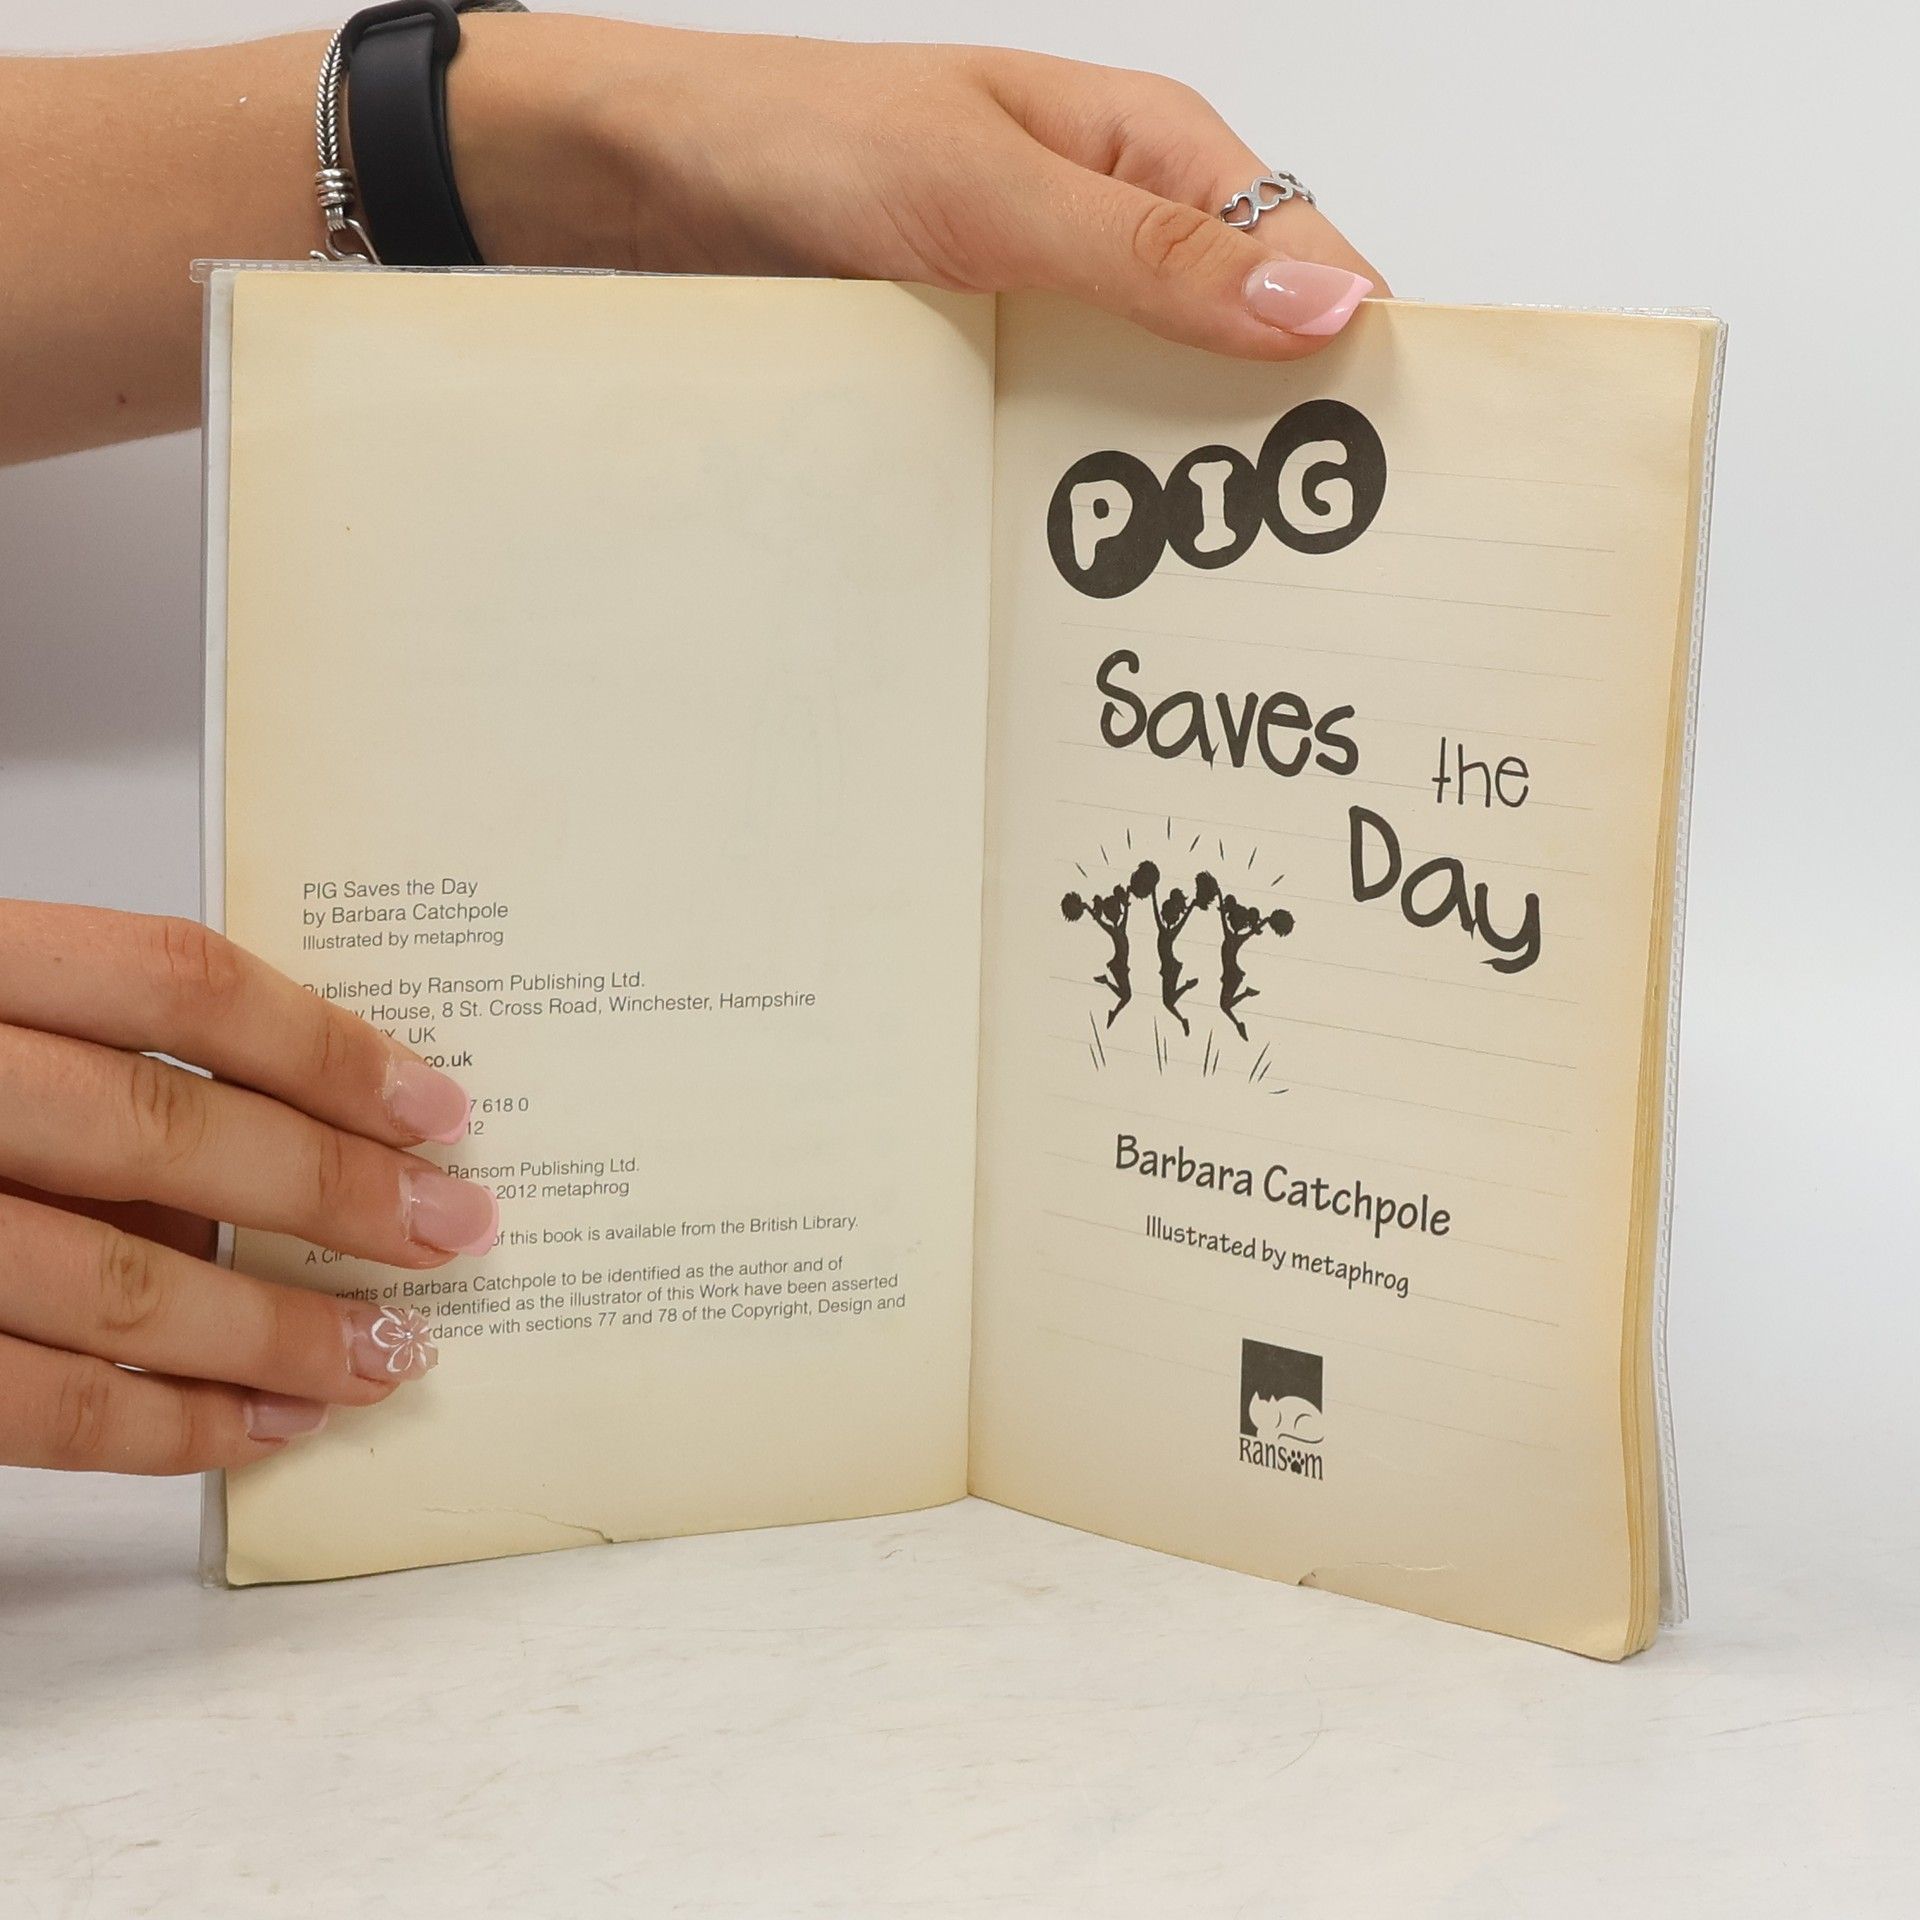 PIG Saves the Day
by Barbara Catchpole
Illustrated by metaphrog
Published by Ransom Publishing Ltd.
House, 8 St. Cross Road, Winchester, Hampshire
UK
.co.uk
7 618 0
12
Ransom Publishing Ltd.
2012 metaphrog
A CIP of this book is available from the British Library.
rights of Barbara Catchpole to be identified as the author and of
be identified as the illustrator of this Work have been asserted
rdance with sections 77 and 78 of the Copyright, Design and
PIG
Saves the
Day
Barbara Catchpole
Illustrated by metaphrog
Ransom